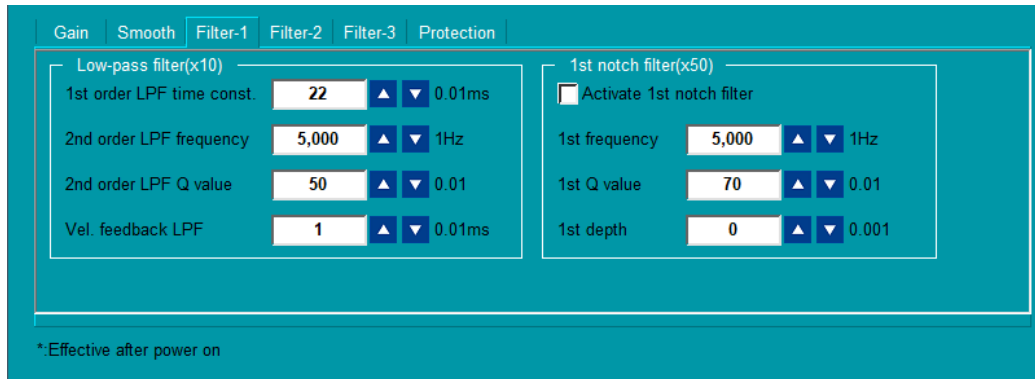 Gain Smooth Filter-1 Filter-2 Filter-3 Protection
Low-pass filter(x10)
1st order LPF time const. 22 0.01ms
2nd order LPF frequency 5,000 1Hz
2nd order LPF Q value 50 0.01
Vel. feedback LPF 1 0.01ms
1st notch filter(x50)
Activate 1st notch filter
1st frequency 5,000 1Hz
1st Q value 70 0.01
1st depth 0 0.001
*:Effective after power on